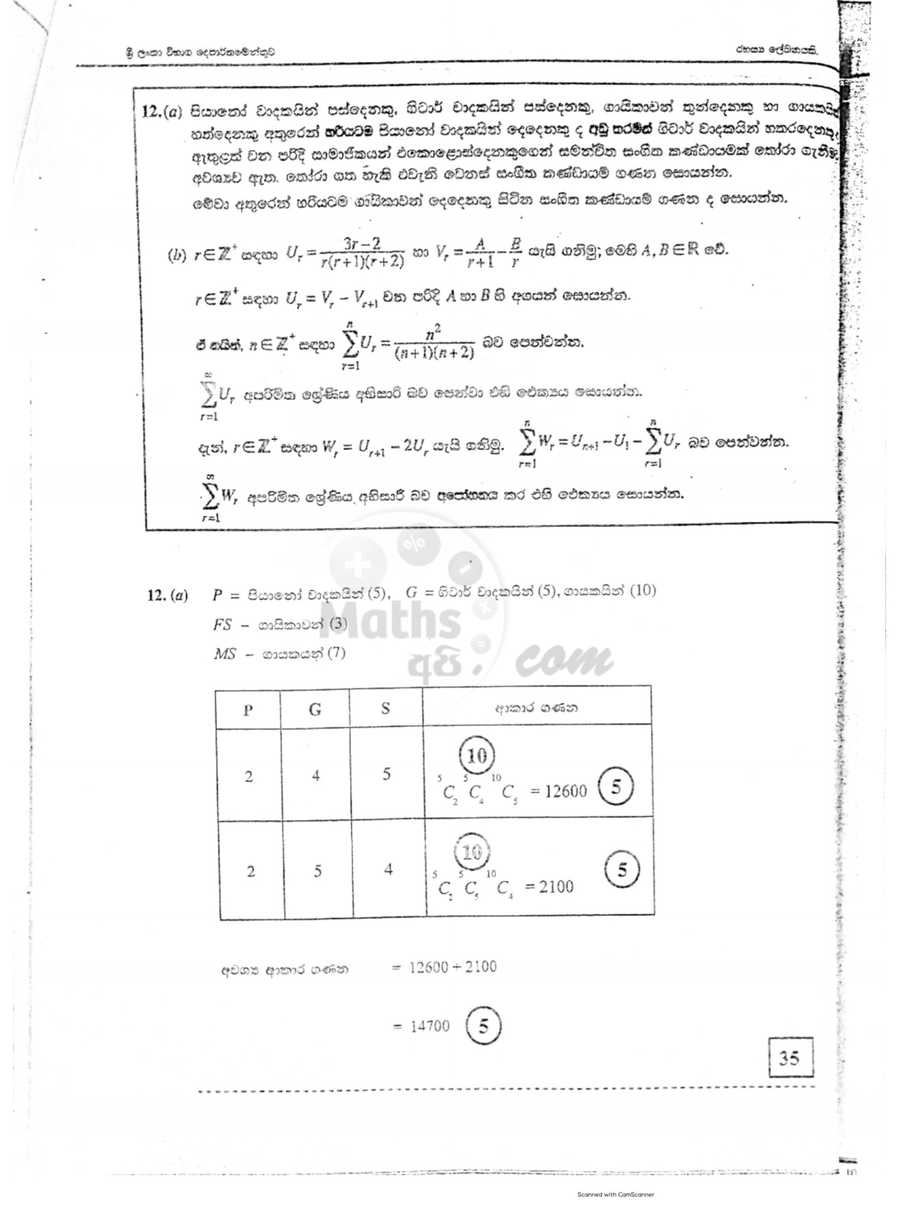 ශ්‍රී ලංකා විභාග දෙපාර්තමේන්තුව
රහස්‍ය ලේඛනයකි.
12.(a) පියානෝ වාදකයින් පස්දෙනකු, ගිටාර් වාදකයින් පස්දෙනකු, ගායිකාවන් තුන්දෙනකු හා ගායකයින්
හත්දෙනකු අතුරෙන් හරියටම පියානෝ වාදකයින් දෙදෙනකු ද අඩු තරමින් ගිටාර් වාදකයින් හතරදෙනකු
ඇතුළත් වන පරිදි සාමාජිකයන් එකොළොස්දෙනකුගෙන් සමන්විත සංගීත කණ්ඩායමක් තෝරා ගැනීමට
අවශ්‍යව ඇත. තෝරා ගත හැකි එවැනි වෙනස් සංගීත කණ්ඩායම් ගණන සොයන්න.
මේවා අතුරෙන් හරියටම ගායිකාවන් දෙදෙනකු සිටින සංගීත කණ්ඩායම් ගණන ද සොයන්න.
(b) r ∈ ℤ⁺ සඳහා U_r = (3r−2)/(r(r+1)(r+2)) හා V_r = A/(r+1) − B/r යැයි ගනිමු; මෙහි A, B ∈ ℝ වේ.
r ∈ ℤ⁺ සඳහා U_r = V_r − V_{r+1} වන පරිදි A හා B හි අගයන් සොයන්න.
ඒ නයින්, n ∈ ℤ⁺ සඳහා ∑_{r=1}^{n} U_r = n²/((n+1)(n+2)) බව පෙන්වන්න.
∑_{r=1}^{∞} U_r අපරිමිත ශ්‍රේණිය අභිසාරී බව පෙන්වා එහි ඓක්‍යය සොයන්න.
දැන්, r ∈ ℤ⁺ සඳහා W_r = U_{r+1} − 2U_r යැයි ගනිමු. ∑_{r=1}^{n} W_r = U_{n+1} − U_1 − ∑_{r=1}^{n} U_r බව පෙන්වන්න.
∑_{r=1}^{∞} W_r අපරිමිත ශ්‍රේණිය අභිසාරී බව අපෝහනය කර එහි ඓක්‍යය සොයන්න.
Maths
අපි . com
12. (a) P = පියානෝ වාදකයින් (5), G = ගිටාර් වාදකයින් (5), ගායකයින් (10)
FS − ගායිකාවන් (3)
MS − ගායකයන් (7)
P G S ආකාර ගණන
10
2 4 5 ⁵C₂ ⁵C₄ ¹⁰C₅ = 12600 5
10
2 5 4 ⁵C₂ ⁵C₅ ¹⁰C₄ = 2100 5
අවශ්‍ය ආකාර ගණන = 12600 + 2100
= 14700 5
35
Scanned with CamScanner